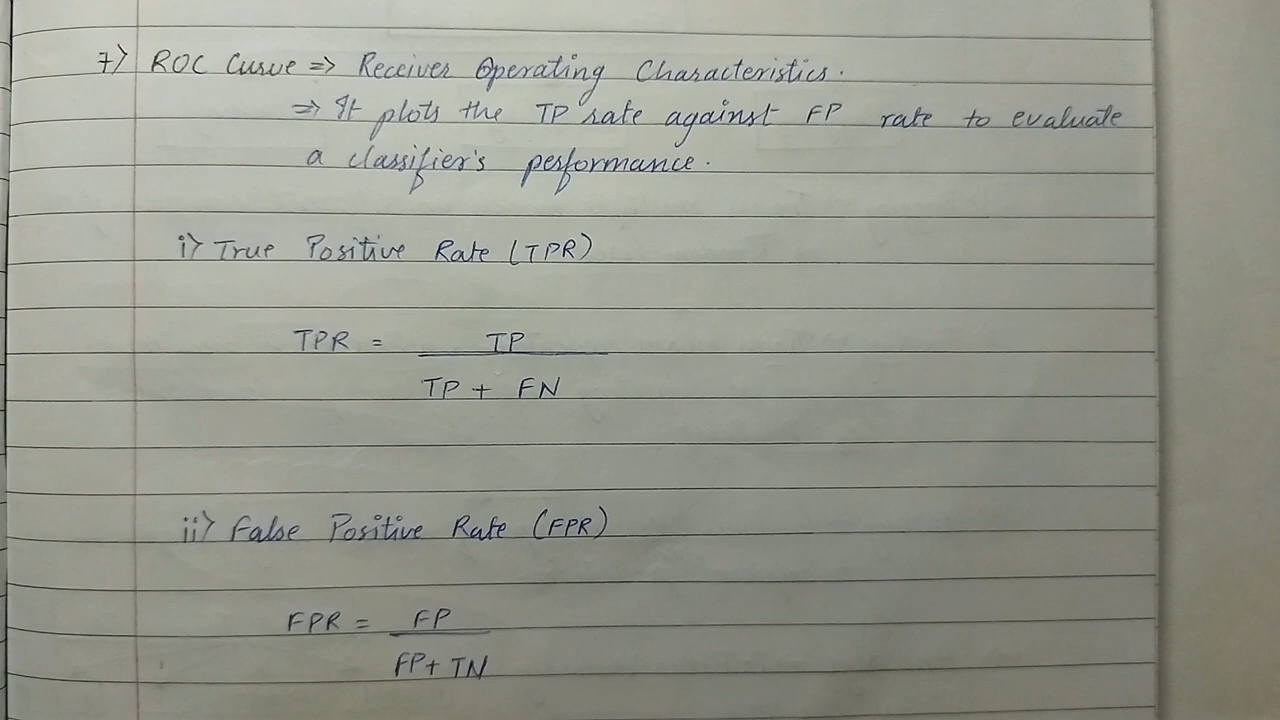 7) ROC Curve ⇒ Receiver Operating Characteristics.
⇒ It plots the TP rate against FP rate to evaluate
a classifier's performance.
i) True Positive Rate (TPR)
TPR = TP
TP + FN
ii) False Positive Rate (FPR)
FPR = FP
FP + TN